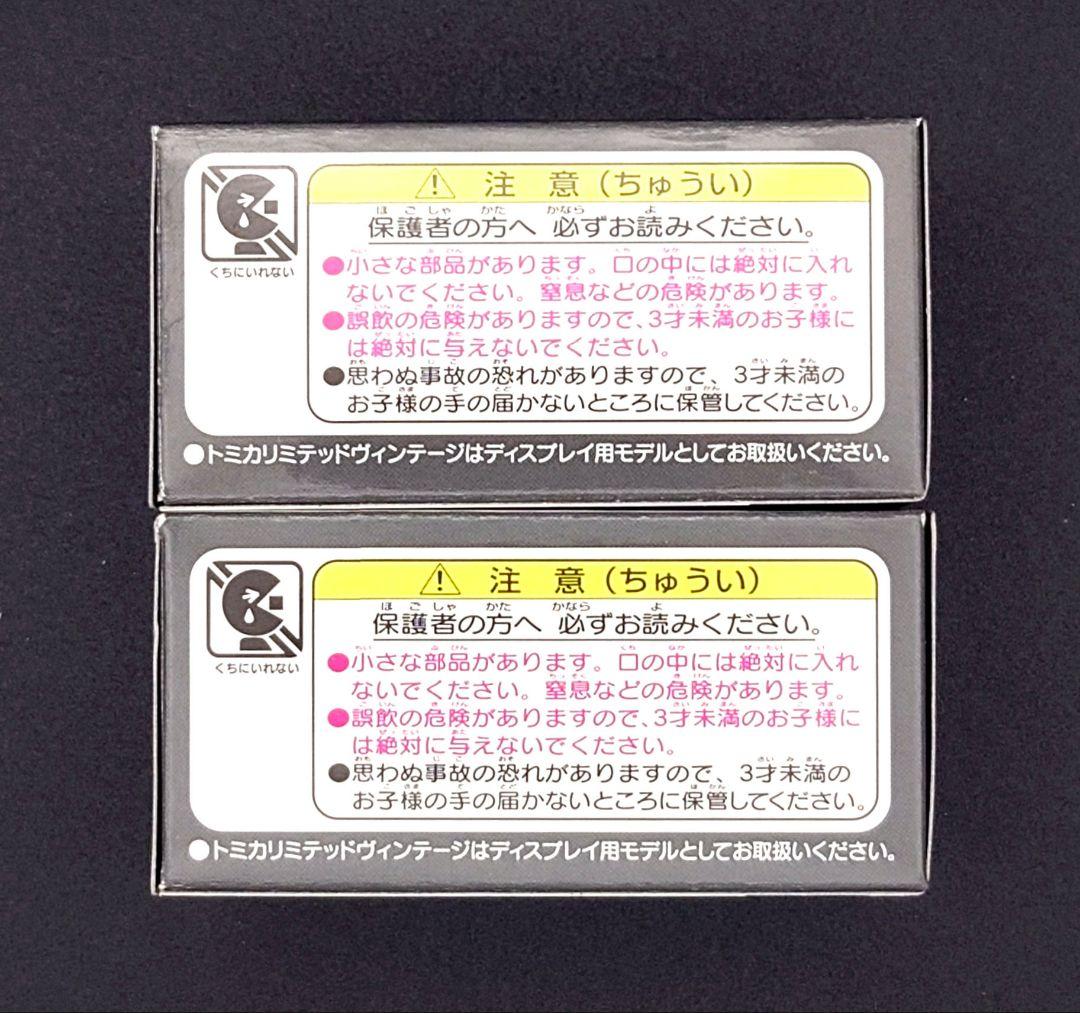 注 意（ちゅうい）
保護者の方へ 必ずお読みください。
くちにいれない
●小さな部品があります。口の中には絶対に入れ
ないでください。窒息などの危険があります。
●誤飲の危険がありますので、3才未満のお子様に
は絶対に与えないでください。
●思わぬ事故の恐れがありますので、3才未満の
お子様の手の届かないところに保管してください。
●トミカリミテッドヴィンテージはディスプレイ用モデルとしてお取扱いください。
注 意（ちゅうい）
保護者の方へ 必ずお読みください。
くちにいれない
●小さな部品があります。口の中には絶対に入れ
ないでください。窒息などの危険があります。
●誤飲の危険がありますので、3才未満のお子様に
は絶対に与えないでください。
●思わぬ事故の恐れがありますので、3才未満の
お子様の手の届かないところに保管してください。
●トミカリミテッドヴィンテージはディスプレイ用モデルとしてお取扱いください。